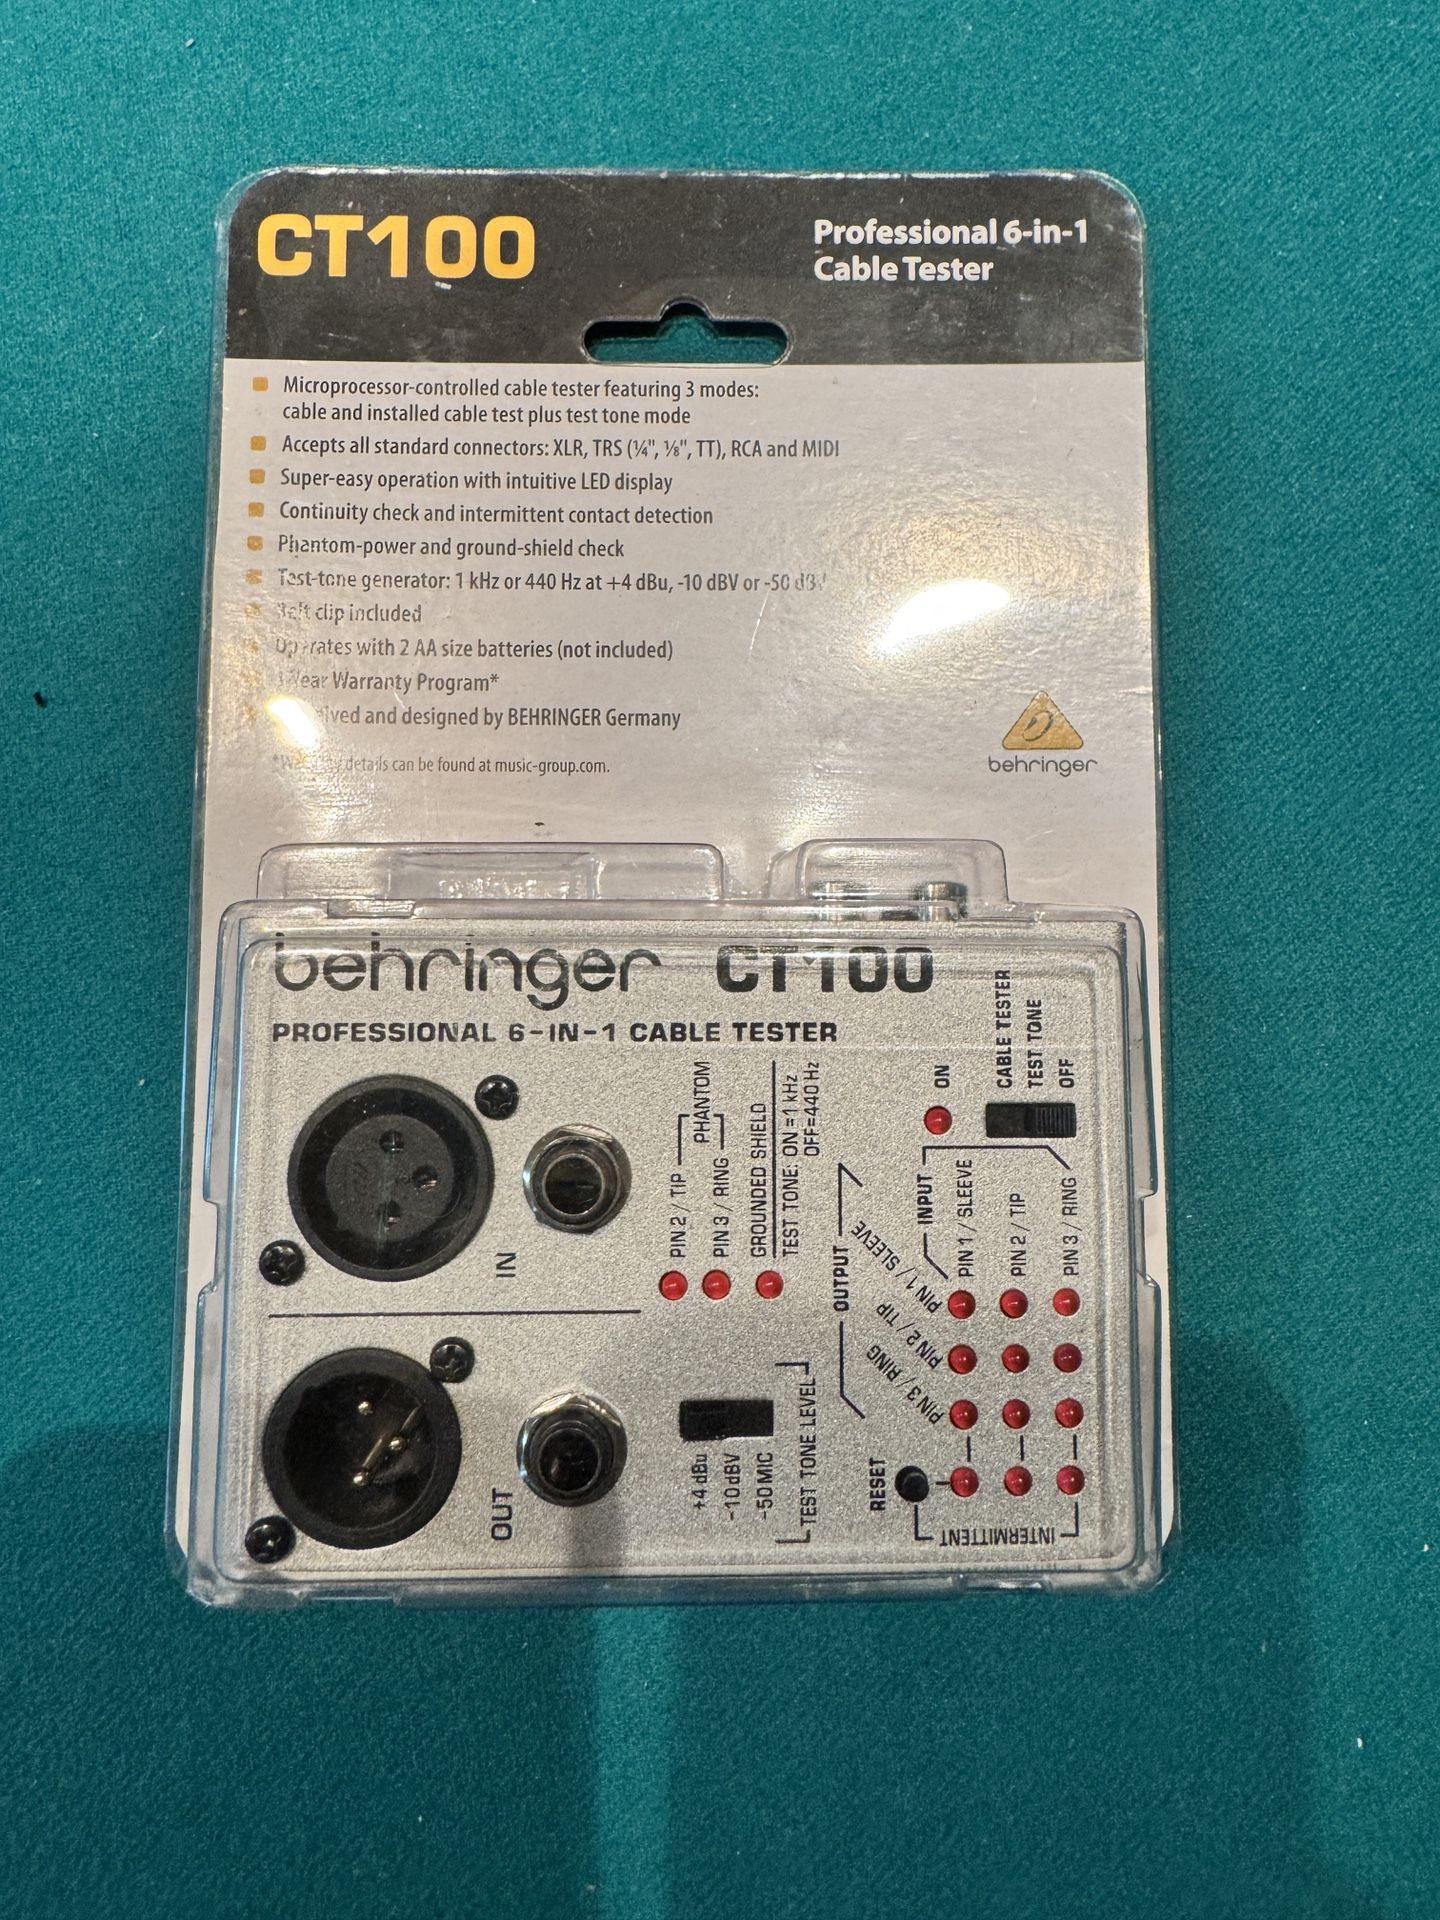 CT100
Professional 6-in-1
Cable Tester
Microprocessor-controlled cable tester featuring 3 modes:
cable and installed cable test plus test tone mode
Accepts all standard connectors: XLR, TRS (¼", ⅛", TT), RCA and MIDI
Super-easy operation with intuitive LED display
Continuity check and intermittent contact detection
Phantom-power and ground-shield check
Test-tone generator: 1 kHz or 440 Hz at +4 dBu, -10 dBV or -50 dBV
Belt clip included
Operates with 2 AA size batteries (not included)
Year Warranty Program*
and designed by BEHRINGER Germany
details can be found at music-group.com.
behringer
behringer CT100
PROFESSIONAL 6-IN-1 CABLE TESTER
IN
OUT
PIN 2 / TIP
PIN 3 / RING
PHANTOM
GROUNDED SHIELD
TEST TONE: ON=1 kHz
OFF=440 Hz
+4 dBu
-10 dBV
-50 MIC
TEST TONE LEVEL
ON
CABLE TESTER
TEST TONE
OFF
OUTPUT
PIN 1 / SLEEVE
PIN 2 / TIP
PIN 3 / RING
INPUT
PIN 1 / SLEEVE
PIN 2 / TIP
PIN 3 / RING
RESET
INTERMITTENT